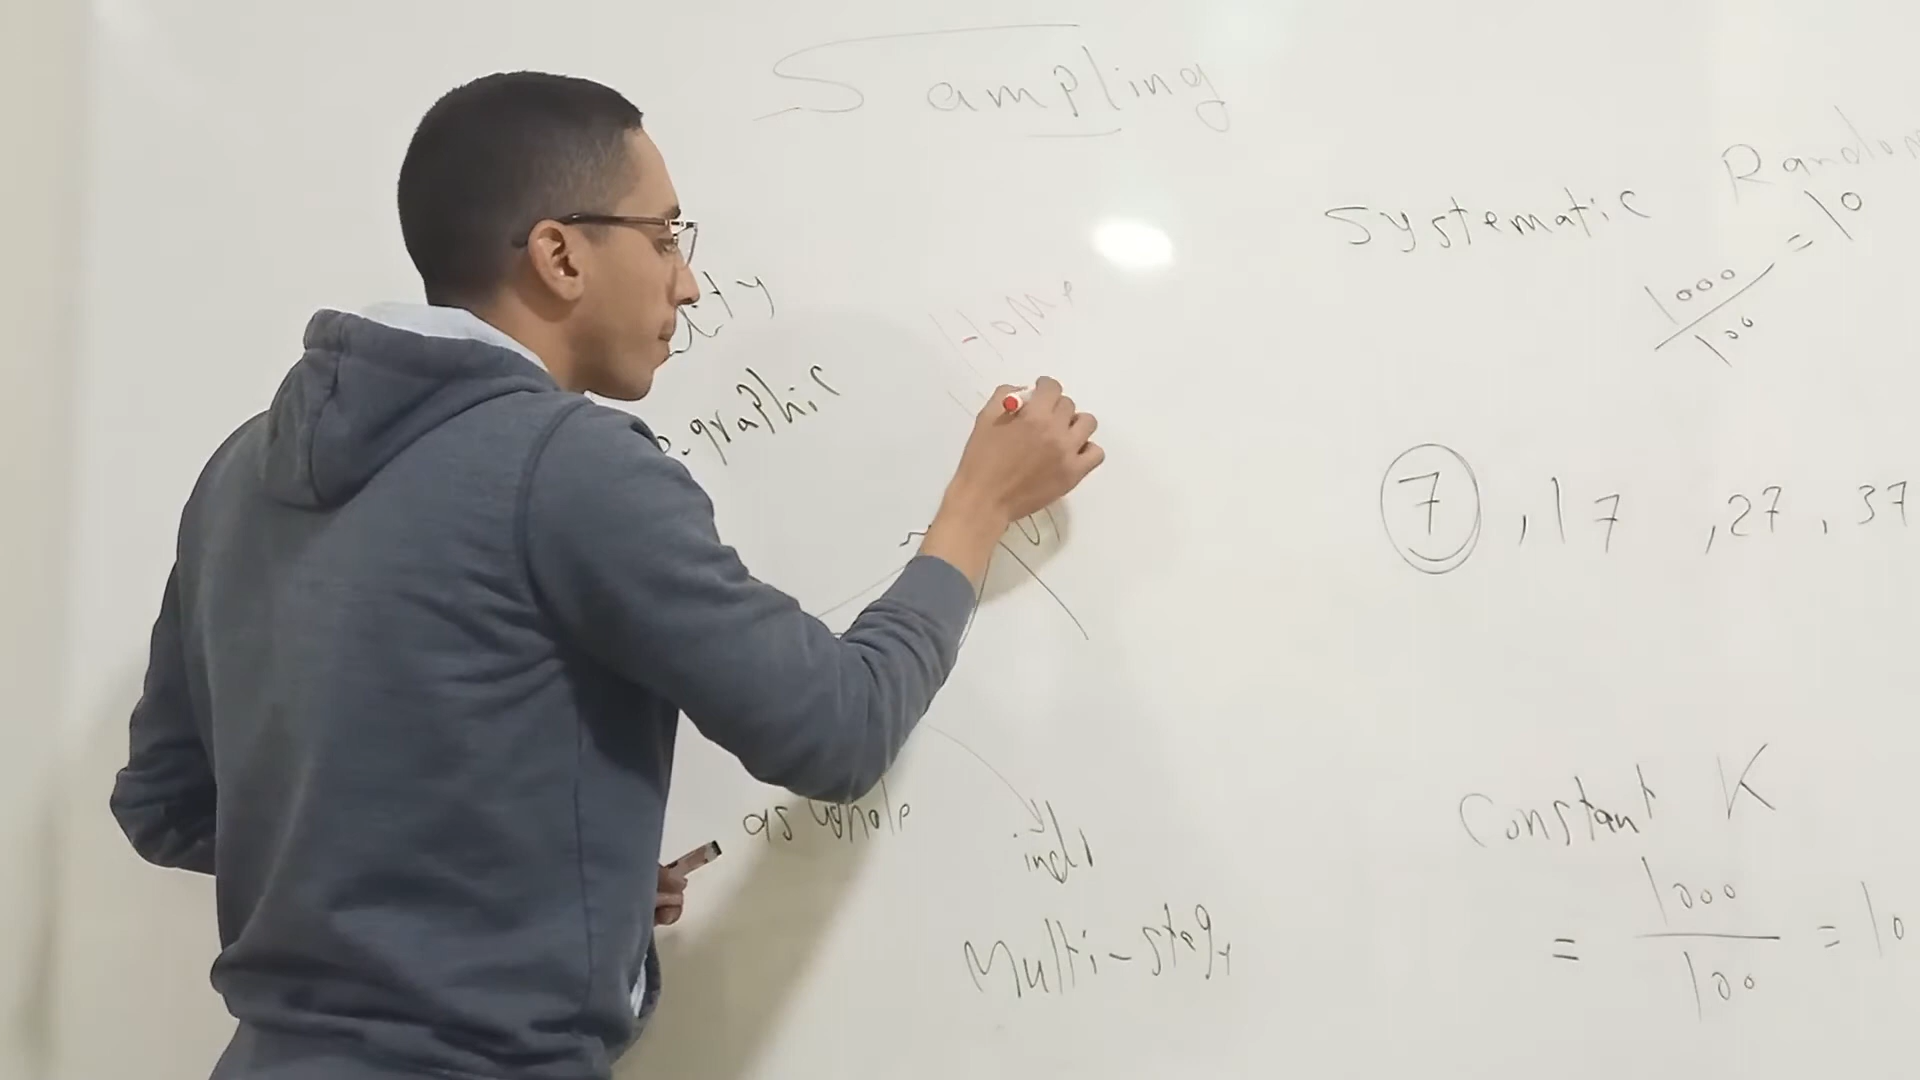 Sampling
Random
Systematic
1000
100
= 10
Home
graphic
7, 17, 27, 37
Constant K
= 1000
100
= 10
as whole
Multi-stage